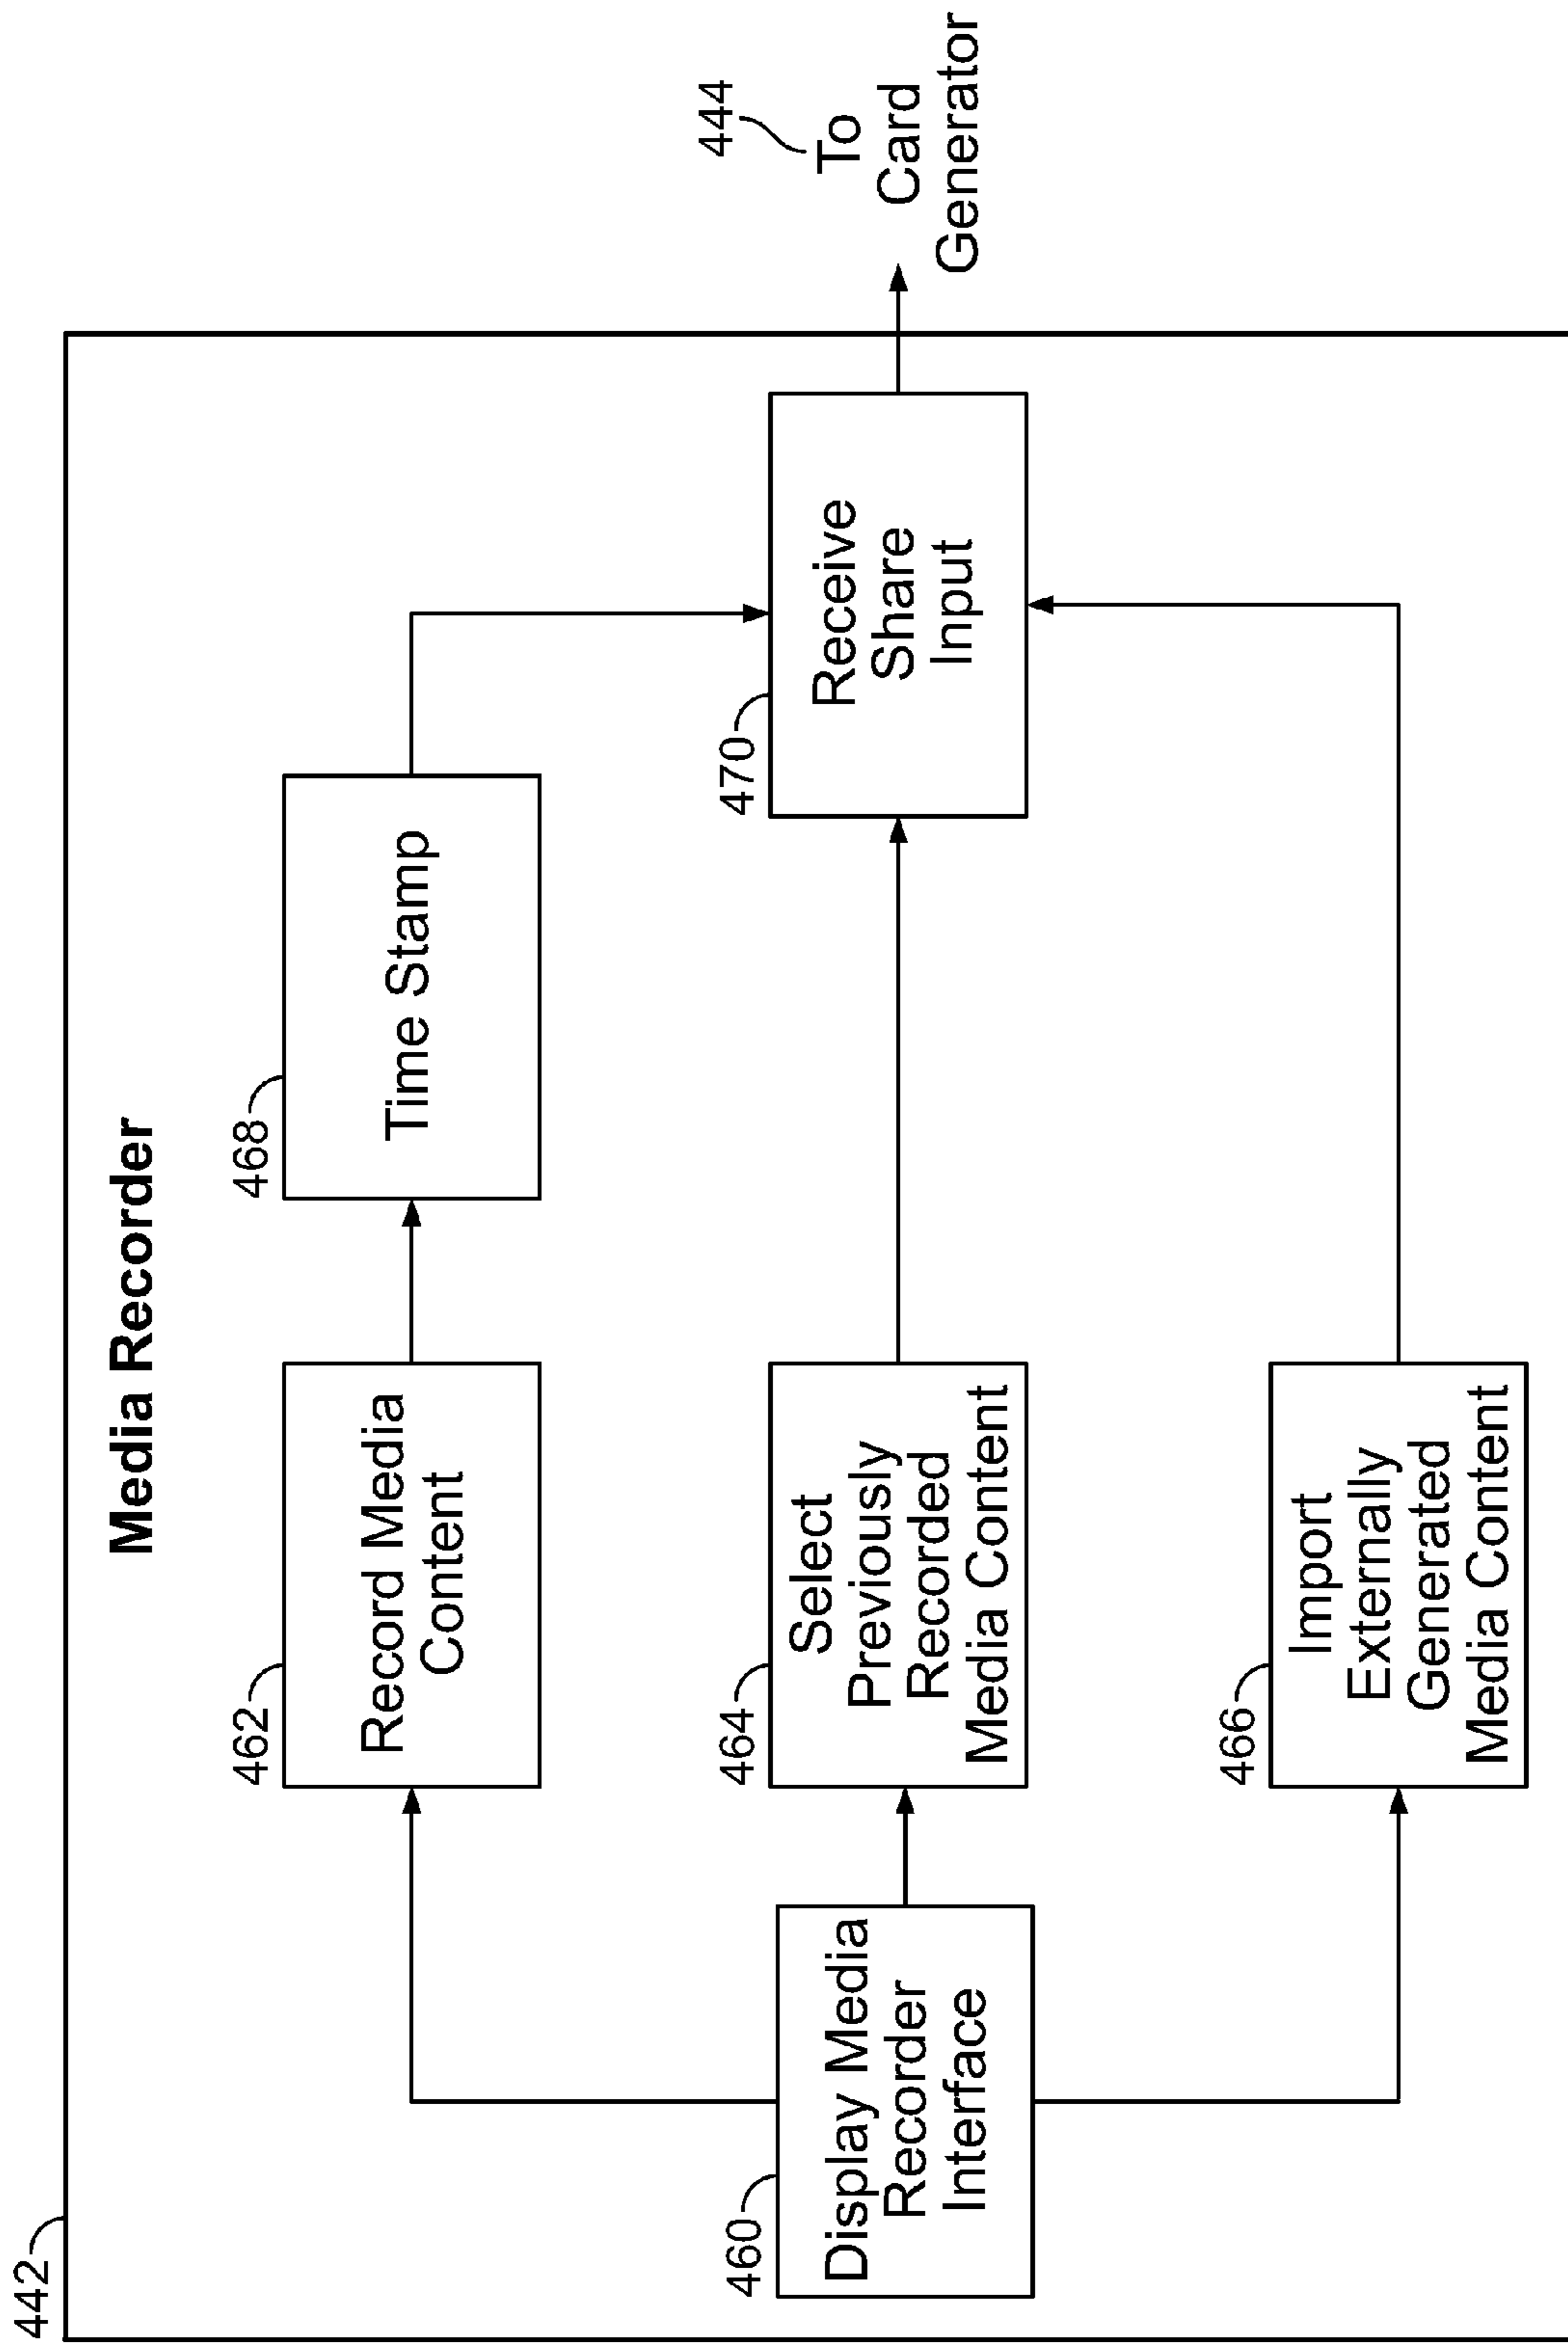 442
Media Recorder
460
Display Media
Recorder
Interface
462
Record Media
Content
468
Time Stamp
464
Select
Previously
Recorded
Media Content
466
Import
Externally
Generated
Media Content
470
Receive
Share
Input
444
To
Card
Generator